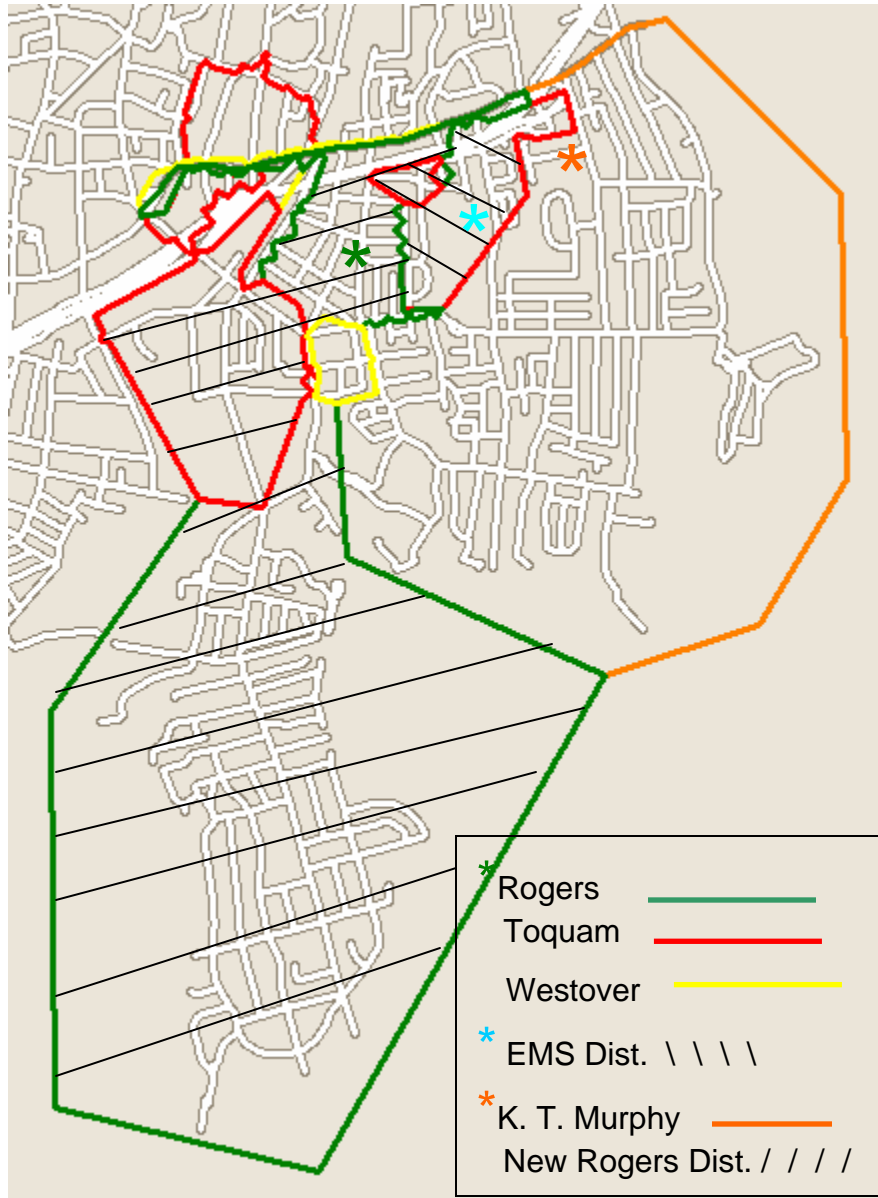 * Rogers
Toquam
Westover
* EMS Dist. \ \ \ \
* K. T. Murphy
New Rogers Dist. / / / /